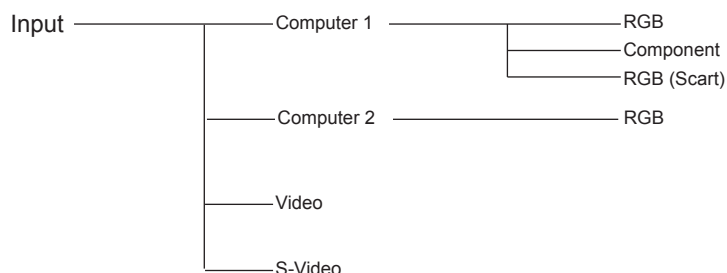 Input
Computer 1
RGB
Component
RGB (Scart)
Computer 2
RGB
Video
S-Video